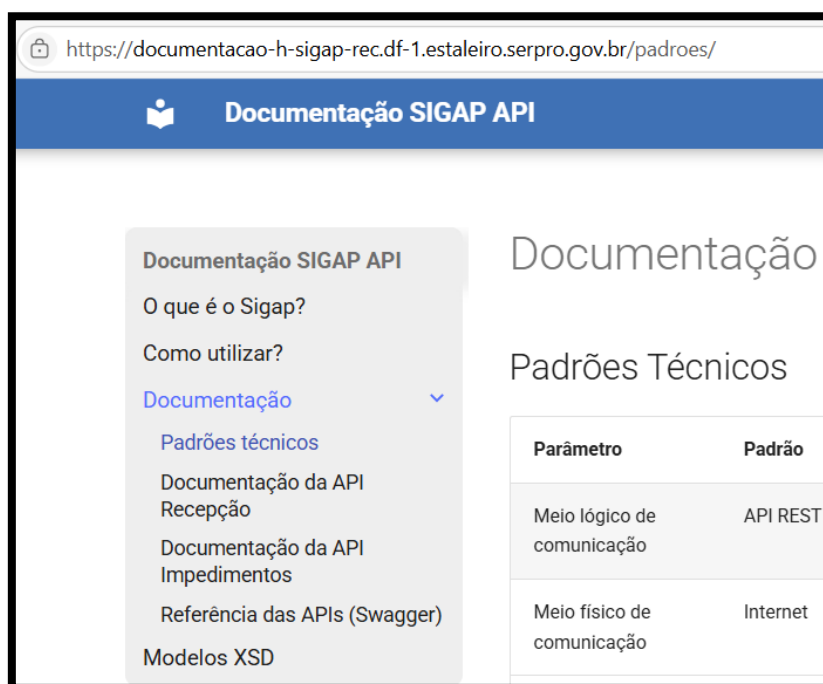 https://documentacao-h-sigap-rec.df-1.estaleiro.serpro.gov.br/padroes/
Documentação SIGAP API
Documentação SIGAP API
O que é o Sigap?
Como utilizar?
Documentação
Padrões técnicos
Documentação da API
Recepção
Documentação da API
Impedimentos
Referência das APIs (Swagger)
Modelos XSD
Documentação
Padrões Técnicos
Parâmetro Padrão
Meio lógico de API REST
comunicação
Meio físico de Internet
comunicação